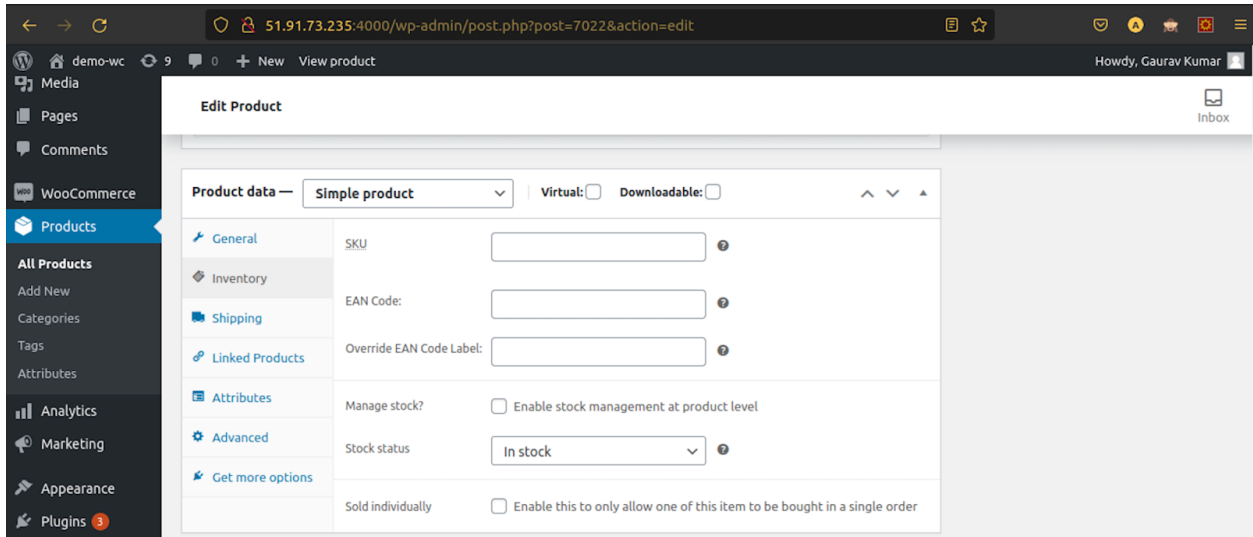 51.91.73.235:4000/wp-admin/post.php?post=7022&action=edit
demo-wc 9 0 + New View product Howdy, Gaurav Kumar
Media
Pages
Comments
WooCommerce
Products
All Products
Add New
Categories
Tags
Attributes
Analytics
Marketing
Appearance
Plugins 3
Edit Product
Inbox
Product data — Simple product Virtual: Downloadable:
General
Inventory
Shipping
Linked Products
Attributes
Advanced
Get more options
SKU
EAN Code:
Override EAN Code Label:
Manage stock? Enable stock management at product level
Stock status In stock
Sold individually Enable this to only allow one of this item to be bought in a single order